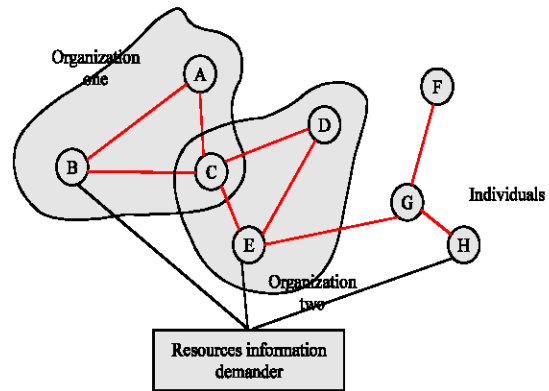 Organization
one
A
F
D
B
C
G
Individuals
E
H
Organization
two
Resources information
demander